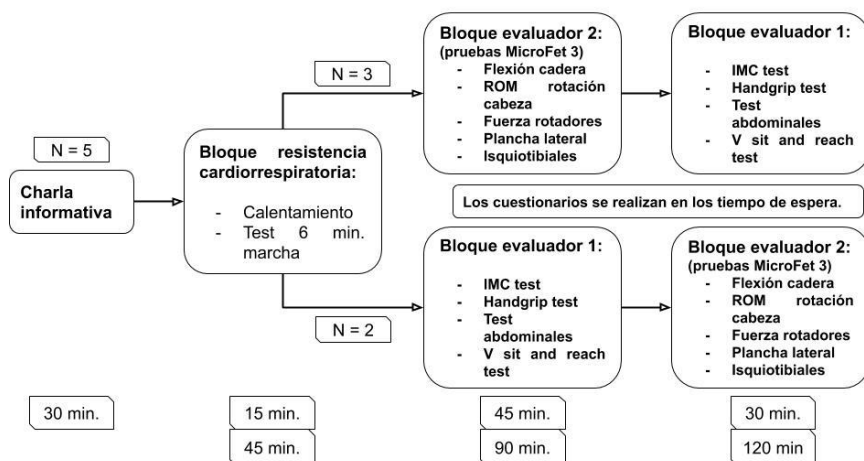 N = 5
Charla
informativa
Bloque resistencia
cardiorrespiratoria:
- Calentamiento
- Test 6 min.
marcha
N = 3
Bloque evaluador 2:
(pruebas MicroFet 3)
- Flexión cadera
- ROM rotación
cabeza
- Fuerza rotadores
- Plancha lateral
- Isquiotibiales
Bloque evaluador 1:
- IMC test
- Handgrip test
- Test
abdominales
- V sit and reach
test
Los cuestionarios se realizan en los tiempo de espera.
N = 2
Bloque evaluador 1:
- IMC test
- Handgrip test
- Test
abdominales
- V sit and reach
test
Bloque evaluador 2:
(pruebas MicroFet 3)
- Flexión cadera
- ROM rotación
cabeza
- Fuerza rotadores
- Plancha lateral
- Isquiotibiales
30 min.
15 min.
45 min.
30 min.
45 min.
90 min.
120 min